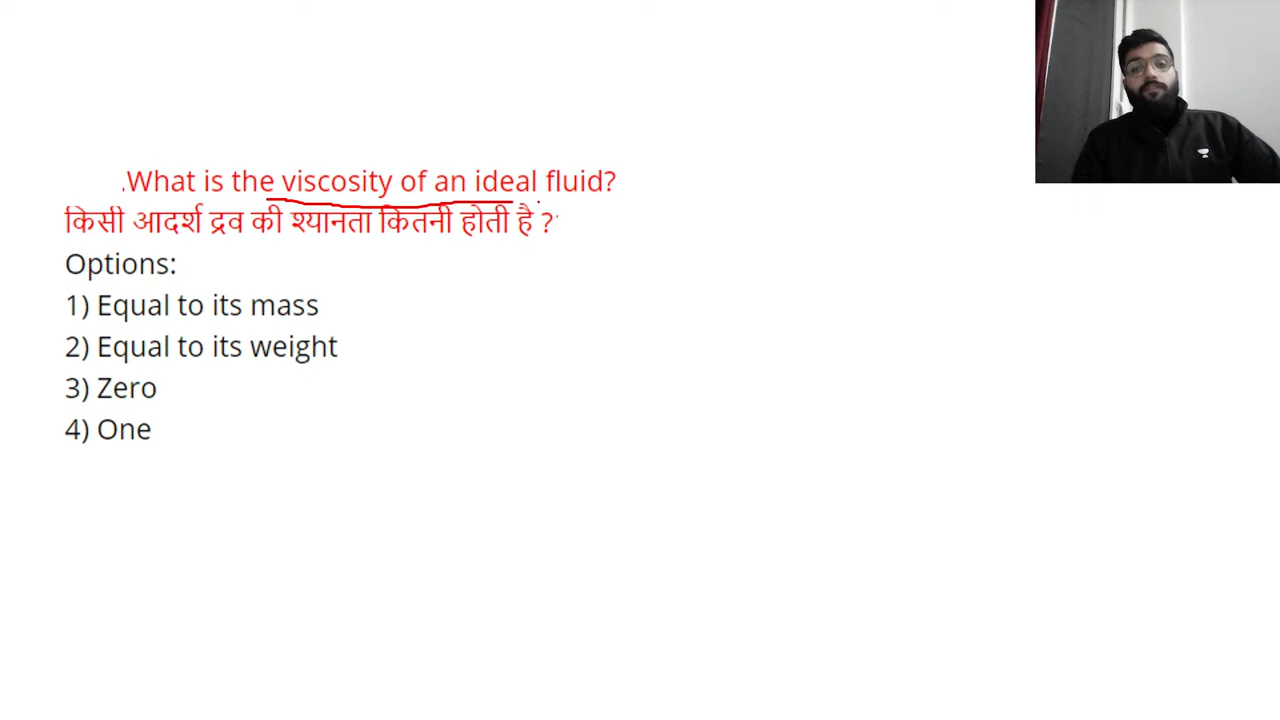 .What is the viscosity of an ideal fluid?
किसी आदर्श द्रव की श्यानता कितनी होती है ?
Options:
1) Equal to its mass
2) Equal to its weight
3) Zero
4) One